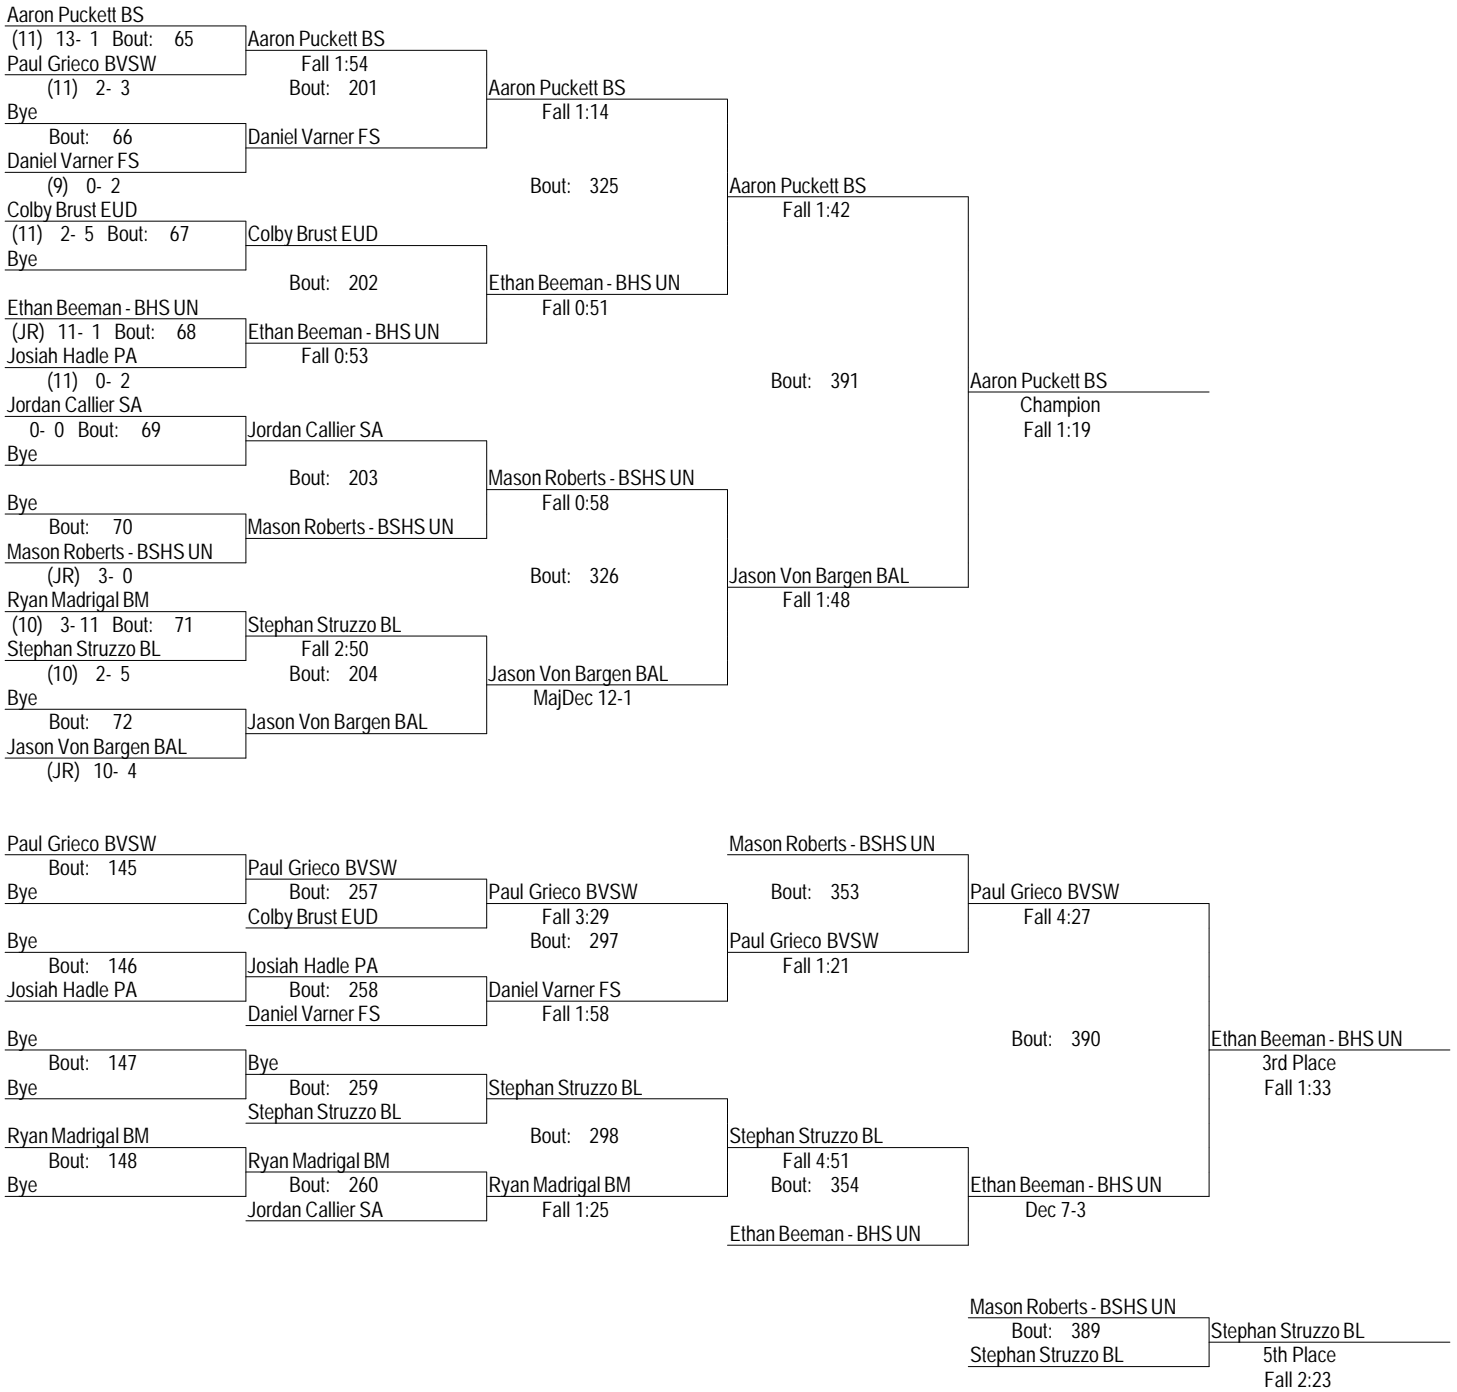 Aaron Puckett BS
(11) 13- 1 Bout: 65 Aaron Puckett BS
Paul Grieco BVSW Fall 1:54
(11) 2- 3 Bout: 201 Aaron Puckett BS
Bye Fall 1:14
Bout: 66 Daniel Varner FS
Daniel Varner FS
(9) 0- 2 Bout: 325 Aaron Puckett BS
Colby Brust EUD Fall 1:42
(11) 2- 5 Bout: 67 Colby Brust EUD
Bye
Bout: 202 Ethan Beeman - BHS UN
Ethan Beeman - BHS UN Fall 0:51
(JR) 11- 1 Bout: 68 Ethan Beeman - BHS UN
Josiah Hadle PA Fall 0:53
(11) 0- 2 Bout: 391 Aaron Puckett BS
Jordan Callier SA Champion
0- 0 Bout: 69 Jordan Callier SA Fall 1:19
Bye
Bout: 203 Mason Roberts - BSHS UN
Bye Fall 0:58
Bout: 70 Mason Roberts - BSHS UN
Mason Roberts - BSHS UN
(JR) 3- 0 Bout: 326 Jason Von Bargen BAL
Ryan Madrigal BM Fall 1:48
(10) 3- 11 Bout: 71 Stephan Struzzo BL
Stephan Struzzo BL Fall 2:50
(10) 2- 5 Bout: 204 Jason Von Bargen BAL
Bye MajDec 12-1
Bout: 72 Jason Von Bargen BAL
Jason Von Bargen BAL
(JR) 10- 4
Paul Grieco BVSW Mason Roberts - BSHS UN
Bout: 145 Paul Grieco BVSW
Bye Bout: 257 Paul Grieco BVSW Bout: 353 Paul Grieco BVSW
Colby Brust EUD Fall 3:29 Fall 4:27
Bye Bout: 297 Paul Grieco BVSW
Bout: 146 Josiah Hadle PA Fall 1:21
Josiah Hadle PA Bout: 258 Daniel Varner FS
Daniel Varner FS Fall 1:58
Bye Bout: 390 Ethan Beeman - BHS UN
Bout: 147 Bye 3rd Place
Bye Bout: 259 Stephan Struzzo BL Fall 1:33
Stephan Struzzo BL
Ryan Madrigal BM Bout: 298 Stephan Struzzo BL
Bout: 148 Ryan Madrigal BM Fall 4:51
Bye Bout: 260 Ryan Madrigal BM Bout: 354 Ethan Beeman - BHS UN
Jordan Callier SA Fall 1:25 Dec 7-3
Ethan Beeman - BHS UN
Mason Roberts - BSHS UN
Bout: 389 Stephan Struzzo BL
Stephan Struzzo BL 5th Place
Fall 2:23